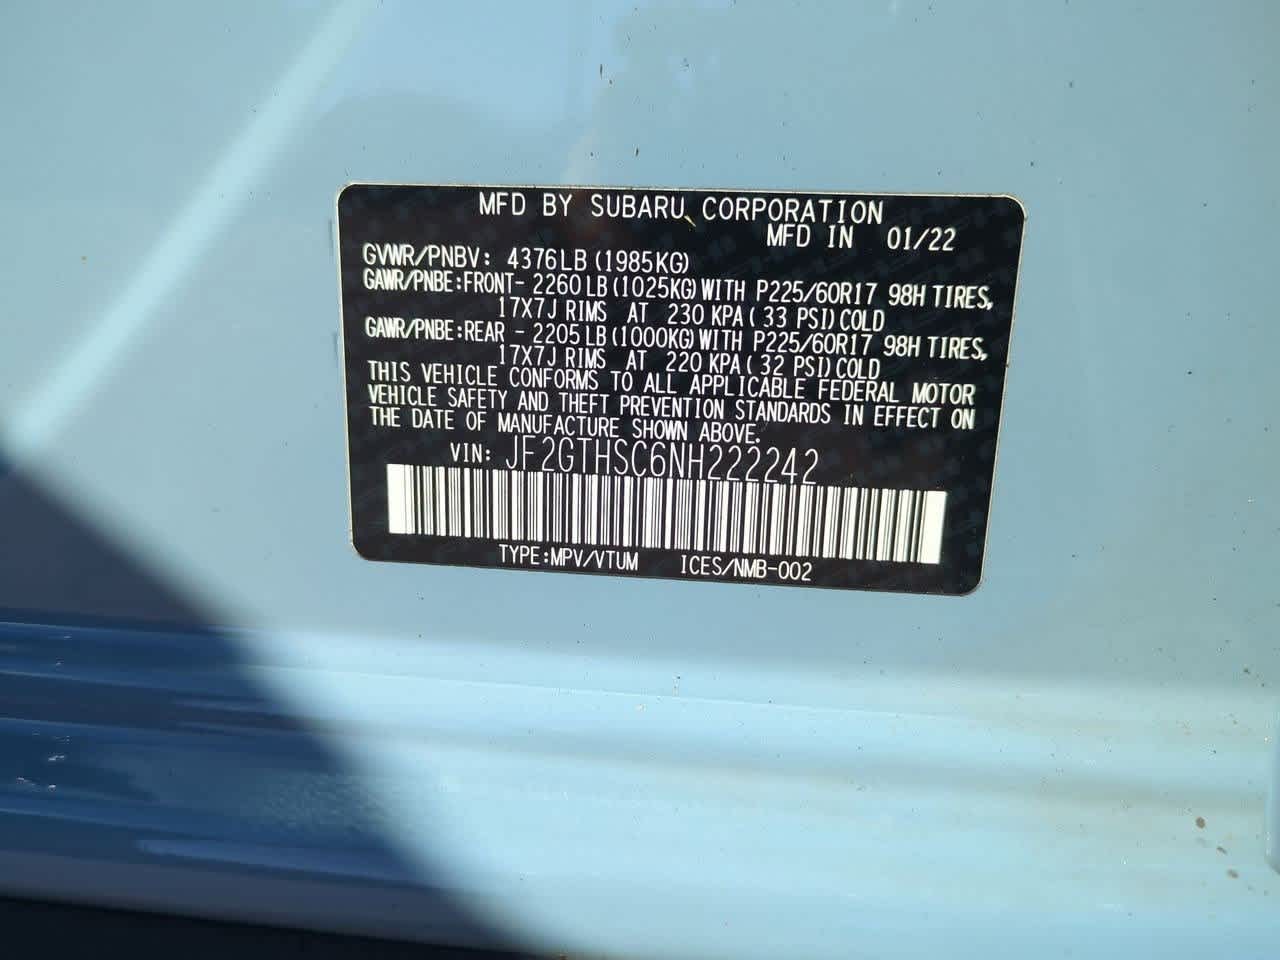 MFD BY SUBARU CORPORATION
MFD IN 01/22
GVWR/PNBV: 4376LB (1985KG)
GAWR/PNBE:FRONT- 2260LB (1025KG) WITH P225/60R17 98H TIRES,
17X7J RIMS AT 230 KPA( 33 PSI) COLD
GAWR/PNBE:REAR - 2205LB (1000KG) WITH P225/60R17 98H TIRES,
17X7J RIMS AT 220 KPA( 32 PSI) COLD
THIS VEHICLE CONFORMS TO ALL APPLICABLE FEDERAL MOTOR
VEHICLE SAFETY AND THEFT PREVENTION STANDARDS IN EFFECT ON
THE DATE OF MANUFACTURE SHOWN ABOVE.
VIN: JF2GTHSC6NH222242
TYPE:MPV/VTUM ICES/NMB-002